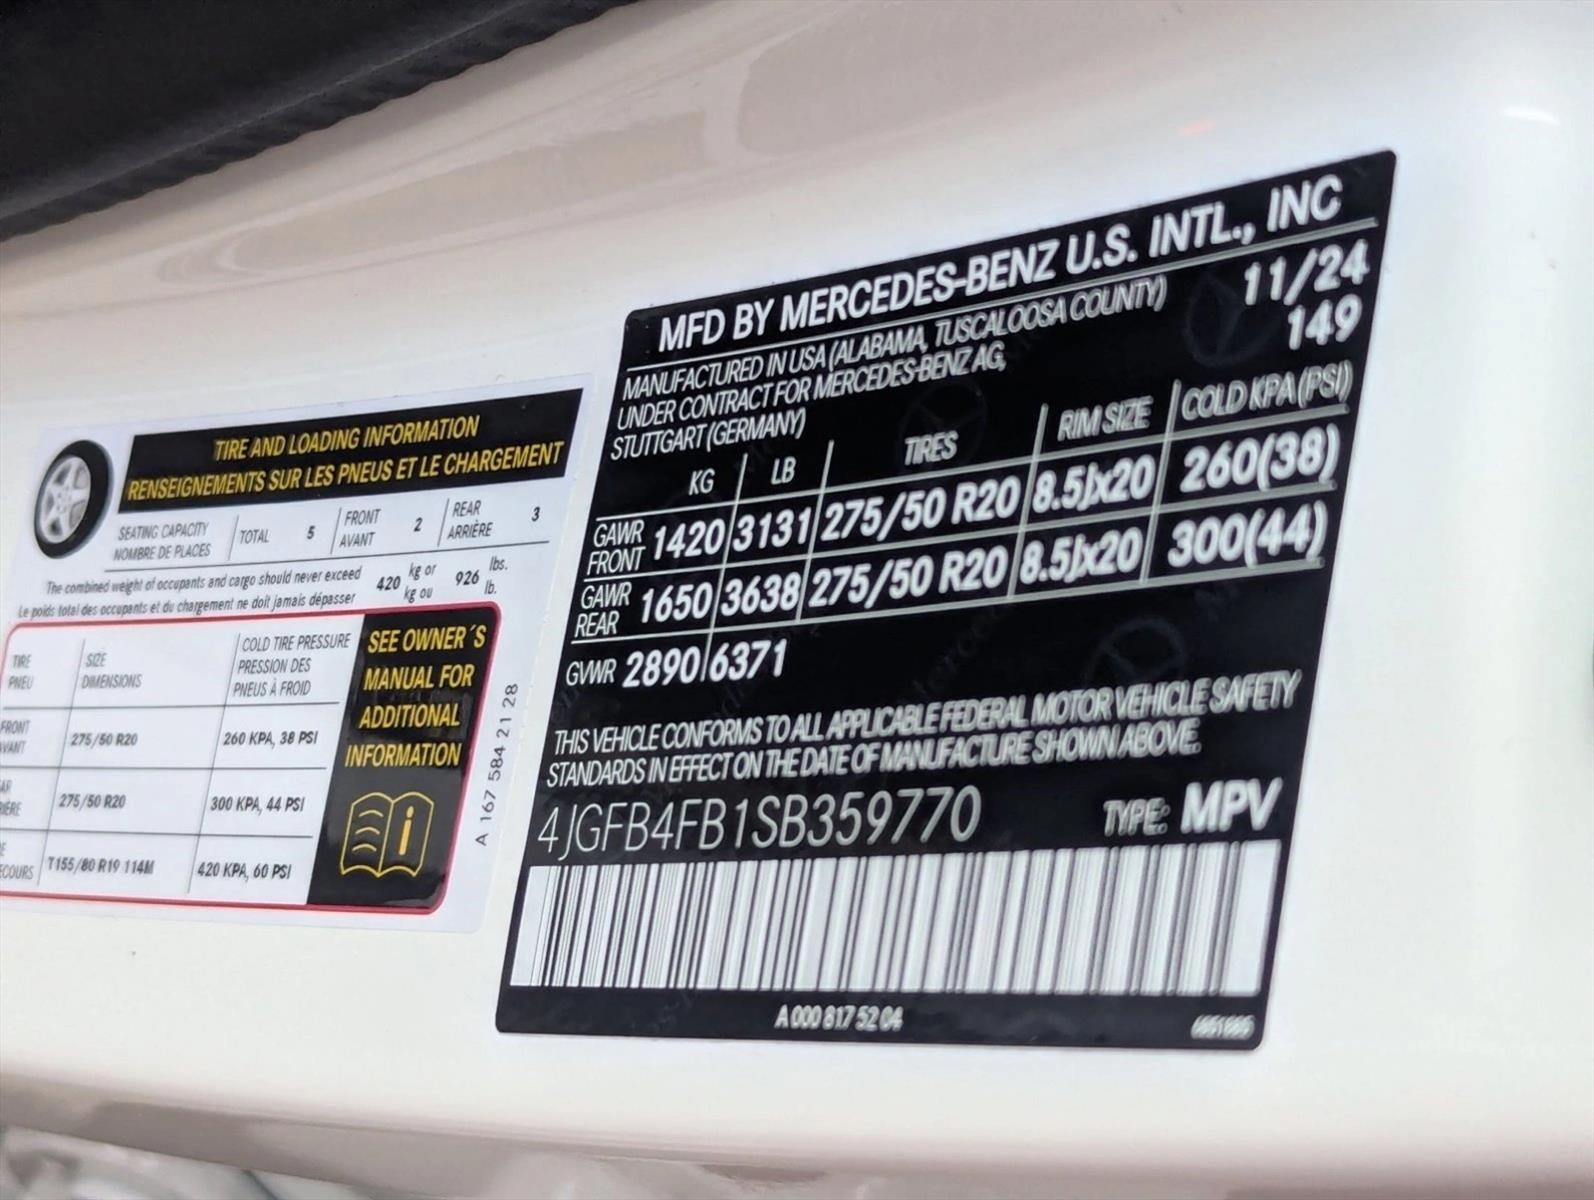 TIRE AND LOADING INFORMATION
RENSEIGNEMENTS SUR LES PNEUS ET LE CHARGEMENT
SEATING CAPACITY TOTAL 5 FRONT 2 REAR 3
NOMBRE DE PLACES AVANT ARRIÈRE
The combined weight of occupants and cargo should never exceed 420 kg or 926 lbs.
Le poids total des occupants et du chargement ne doit jamais dépasser kg ou lb.
TIRE SIZE COLD TIRE PRESSURE
PNEU DIMENSIONS PRESSION DES
PNEUS À FROID
FRONT 275/50 R20 260 KPA, 38 PSI
275/50 R20 300 KPA, 44 PSI
T155/80 R19 114M 420 KPA, 60 PSI
SEE OWNER´S
MANUAL FOR
ADDITIONAL
INFORMATION
i
A 167 584 21 28
MFD BY MERCEDES-BENZ U.S. INTL., INC
MANUFACTURED IN USA (ALABAMA, TUSCALOOSA COUNTY) 11/24
UNDER CONTRACT FOR MERCEDES-BENZ AG, 149
STUTTGART (GERMANY)
KG LB TIRES RIM SIZE COLD KPA (PSI)
GAWR FRONT 1420 3131 275/50 R20 8.5Jx20 260(38)
GAWR REAR 1650 3638 275/50 R20 8.5Jx20 300(44)
GVWR 2890 6371
THIS VEHICLE CONFORMS TO ALL APPLICABLE FEDERAL MOTOR VEHICLE SAFETY
STANDARDS IN EFFECT ON THE DATE OF MANUFACTURE SHOWN ABOVE.
4JGFB4FB1SB359770 TYPE: MPV
A 000 817 52 04